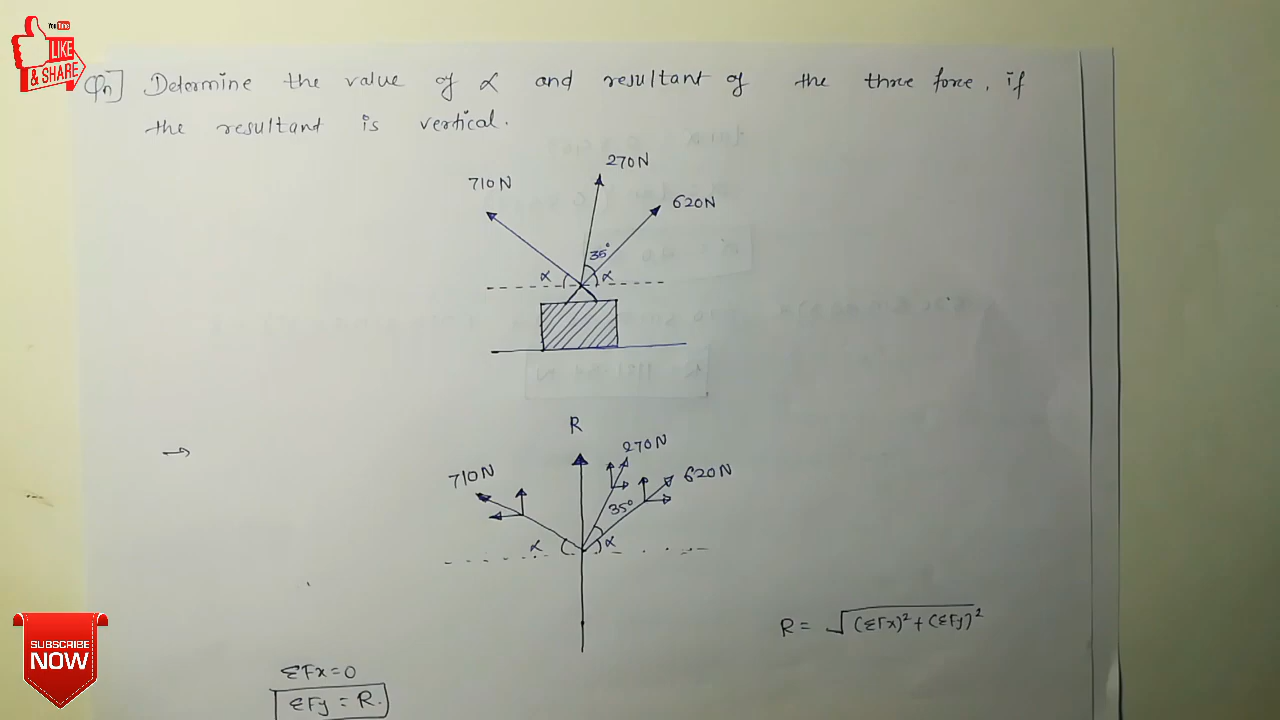 YouTube
LIKE
& SHARE
Qn] Determine the value of α and resultant of the three force, if
the resultant is vertical.
270N
710N
620N
35°
α α
R
→
270N
710N
620N
35°
α α
R = √(ΣFx)²+(ΣFy)²
SUBSCRIBE
NOW
ΣFx=0
ΣFy = R.